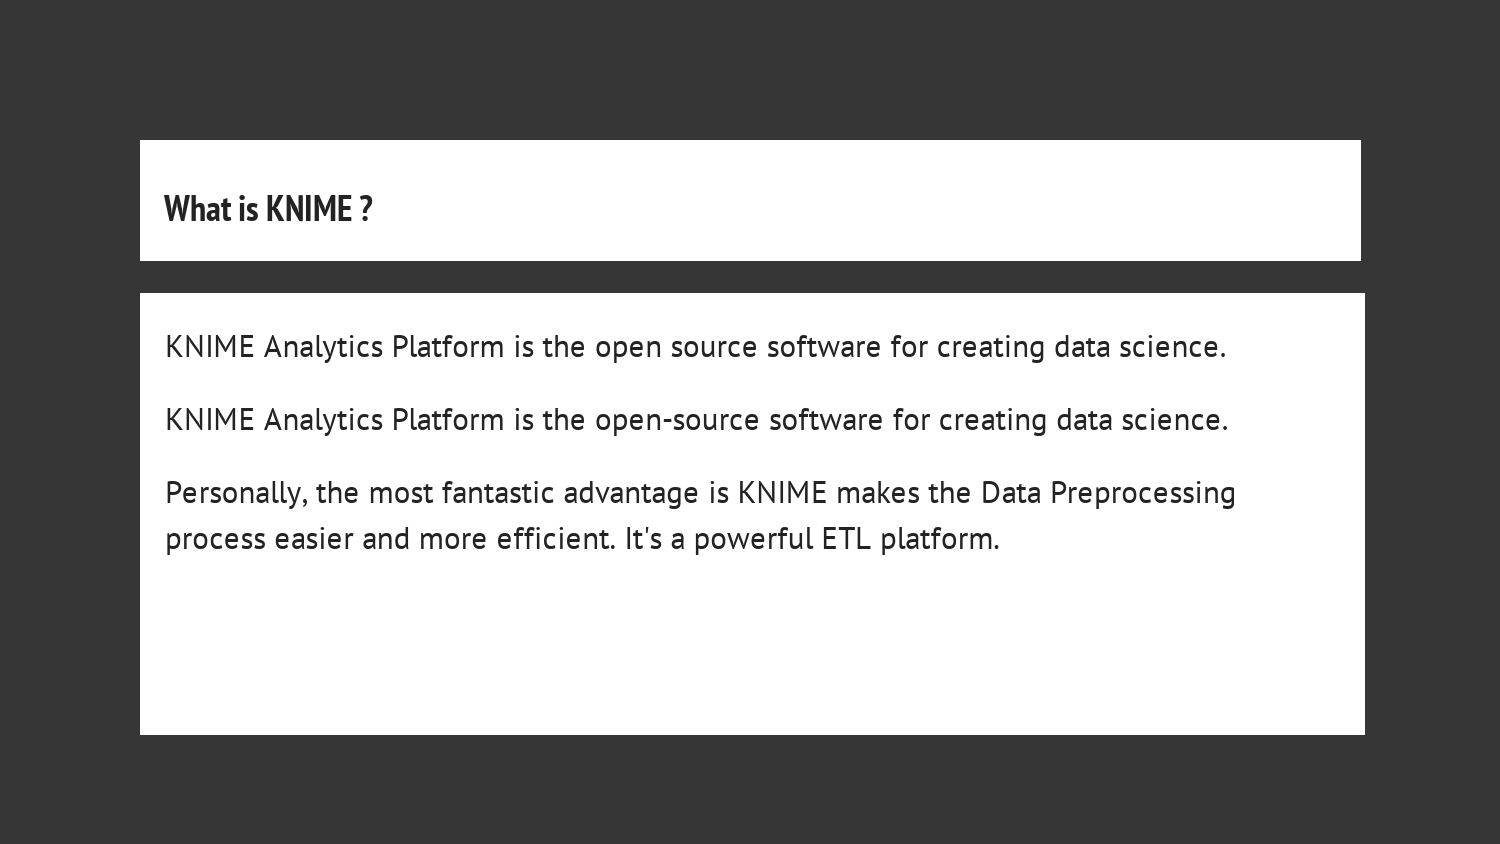 What is KNIME ?
KNIME Analytics Platform is the open source software for creating data science.
KNIME Analytics Platform is the open-source software for creating data science.
Personally, the most fantastic advantage is KNIME makes the Data Preprocessing
process easier and more efficient. It's a powerful ETL platform.